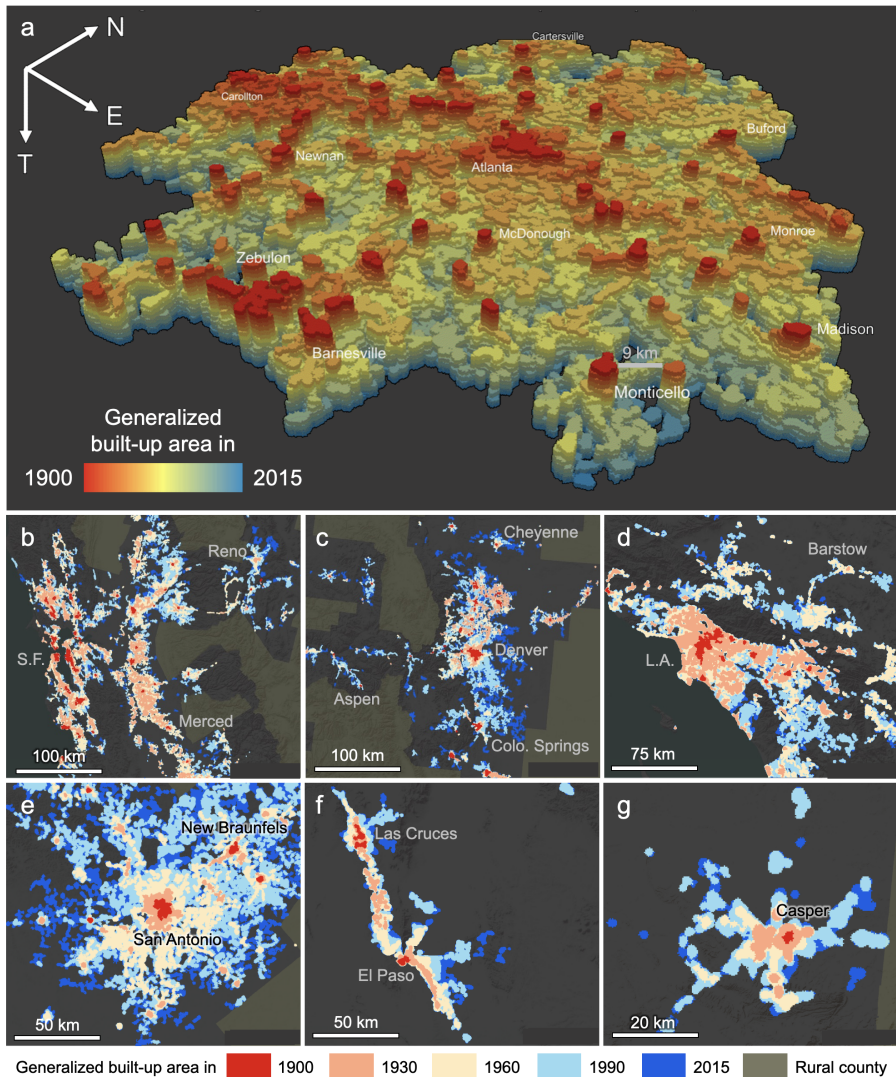 a
N
E
T
Cartersville
Carollton
Buford
Newnan
Atlanta
McDonough
Monroe
Zebulon
Madison
Barnesville
9 km
Monticello
Generalized
built-up area in
1900
2015
b
Reno
S.F.
Merced
100 km
c
Cheyenne
Denver
Aspen
Colo. Springs
100 km
d
Barstow
L.A.
75 km
e
New Braunfels
San Antonio
50 km
f
Las Cruces
El Paso
50 km
g
Casper
20 km
Generalized built-up area in 1900 1930 1960 1990 2015 Rural county